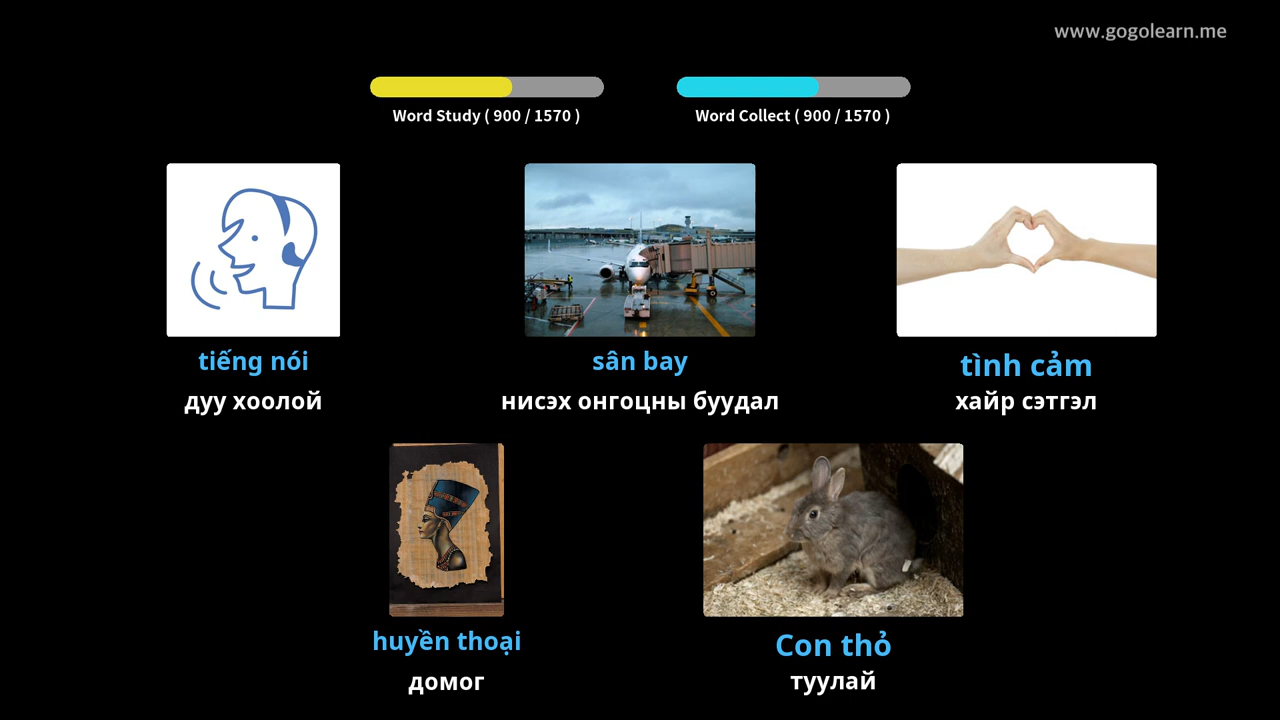 www.gogolearn.me
Word Study ( 900 / 1570 )
Word Collect ( 900 / 1570 )
tiếng nói
дуу хоолой
sân bay
нисэх онгоцны буудал
tình cảm
хайр сэтгэл
huyền thoại
домог
Con thỏ
туулай